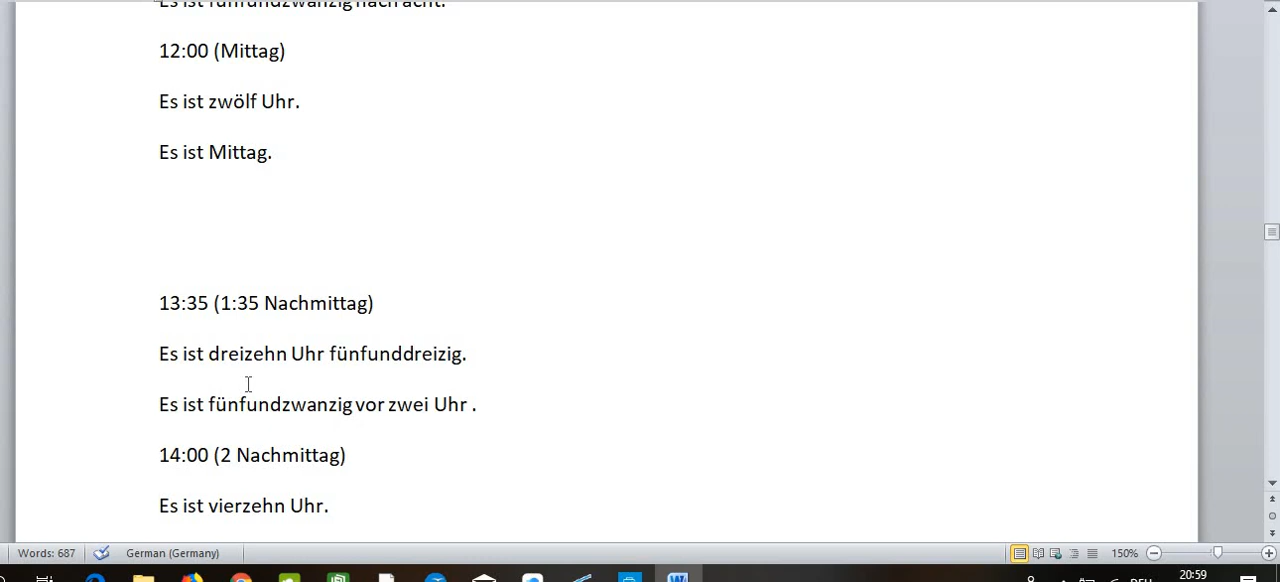 Es ist fünfundzwanzig nach acht.
12:00 (Mittag)
Es ist zwölf Uhr.
Es ist Mittag.
13:35 (1:35 Nachmittag)
Es ist dreizehn Uhr fünfunddreizig.
Es ist fünfundzwanzig vor zwei Uhr .
14:00 (2 Nachmittag)
Es ist vierzehn Uhr.
Words: 687 German (Germany) 150%
20:59